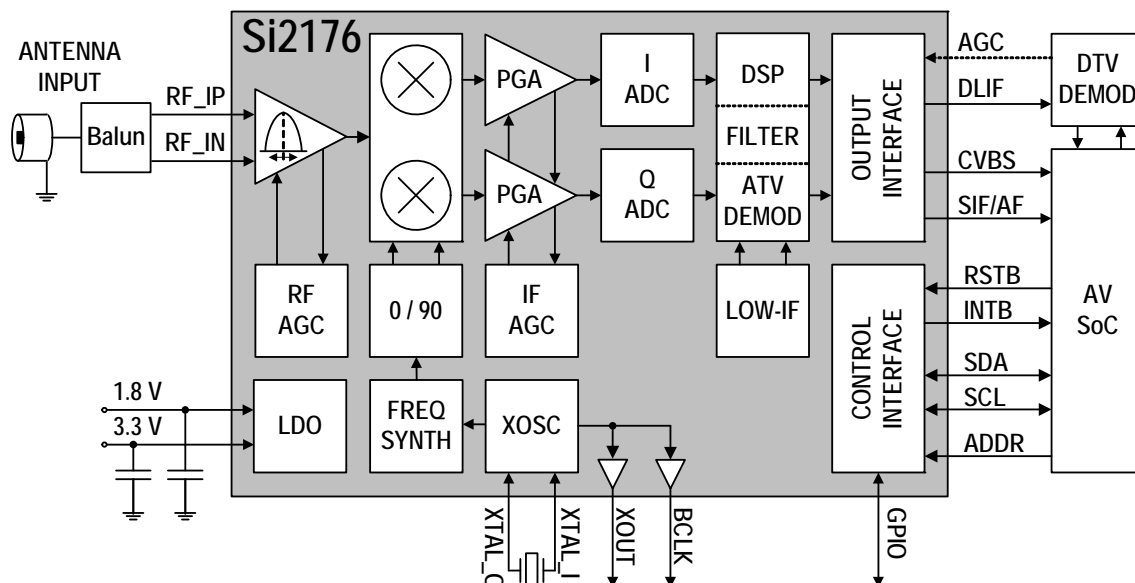 Si2176
ANTENNA
INPUT
Balun
RF_IP
RF_IN
PGA
PGA
I
ADC
Q
ADC
DSP
FILTER
ATV
DEMOD
OUTPUT
INTERFACE
AGC
DLIF
CVBS
SIF/AF
DTV
DEMOD
RF
AGC
0 / 90
IF
AGC
LOW-IF
CONTROL
INTERFACE
RSTB
INTB
SDA
SCL
ADDR
AV
SoC
1.8 V
3.3 V
LDO
FREQ
SYNTH
XOSC
XTAL_O
XTAL_I
XOUT
BCLK
GPIO